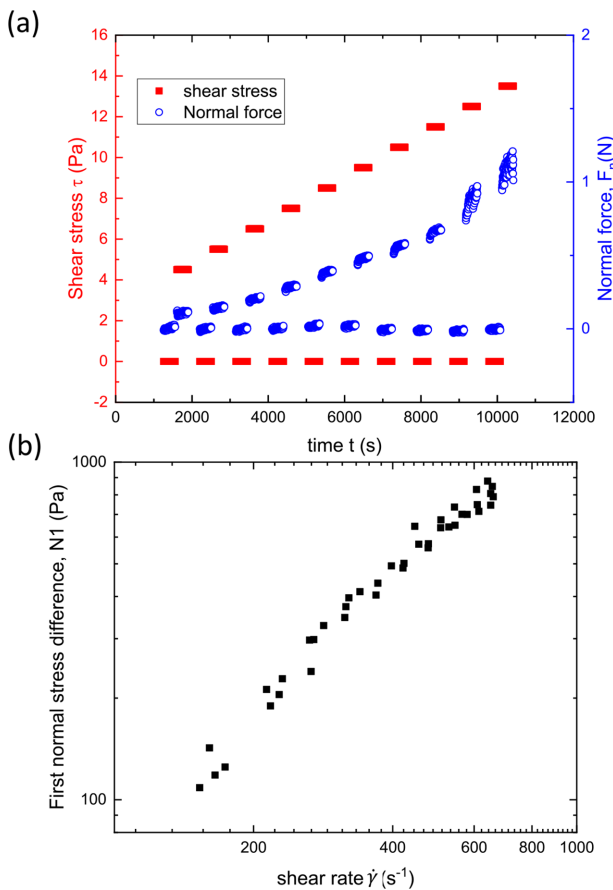 (a)
16
14
12
10
8
6
4
2
0
-2
Shear stress τ (Pa)
shear stress
Normal force
2
1
0
Normal force, Fn(N)
0 2000 4000 6000 8000 10000 12000
time t (s)
(b)
1000
100
First normal stress difference, N1 (Pa)
200 400 600 800 1000
shear rate γ̇ (s⁻¹)